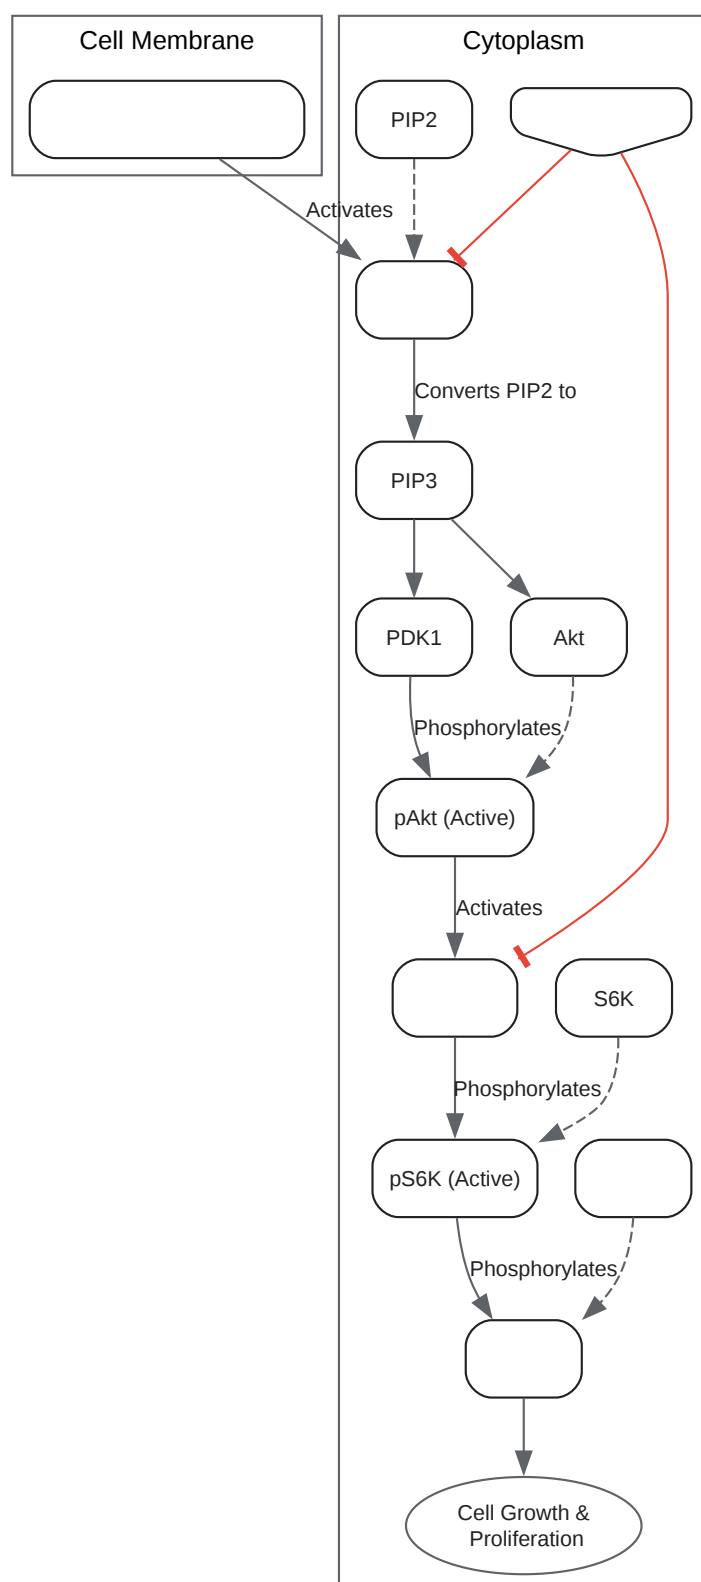 Cell Membrane
Cytoplasm
PIP2
Activates
Converts PIP2 to
PIP3
PDK1
Akt
Phosphorylates
pAkt (Active)
Activates
S6K
Phosphorylates
pS6K (Active)
Phosphorylates
Cell Growth &
Proliferation